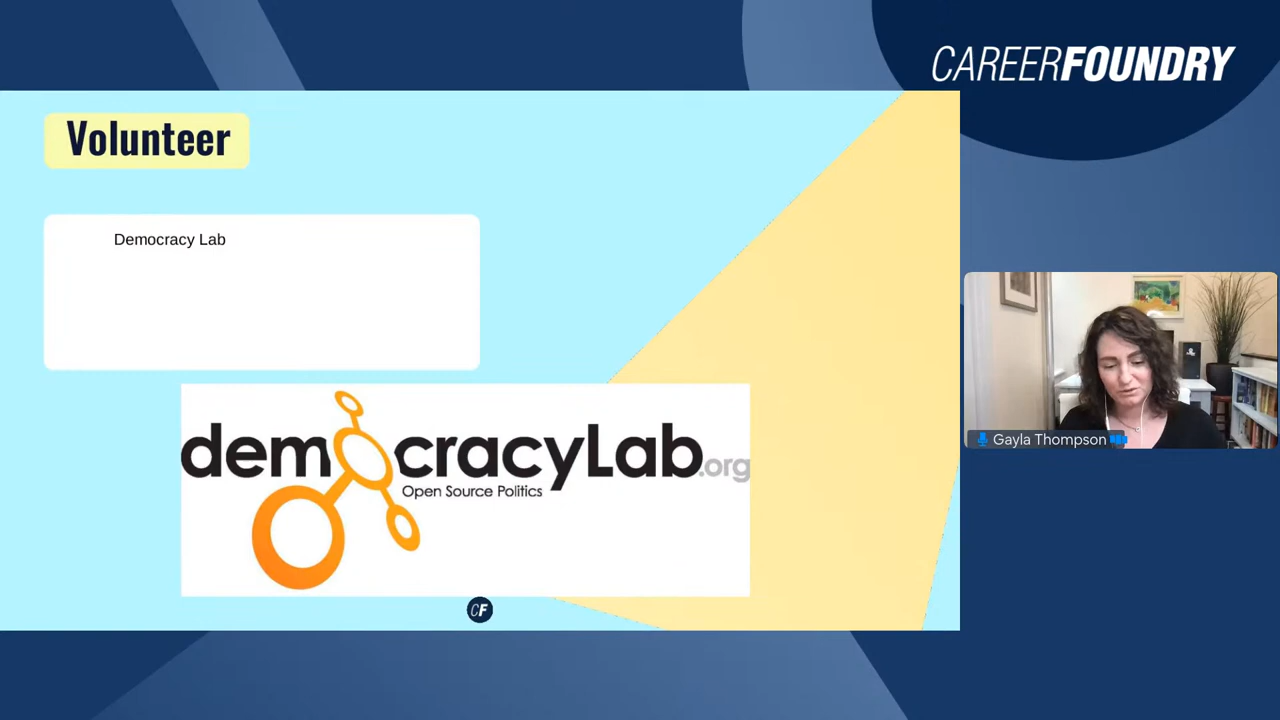 CAREERFOUNDRY
Volunteer
Democracy Lab
democracyLab.org
Open Source Politics
Gayla Thompson
CF